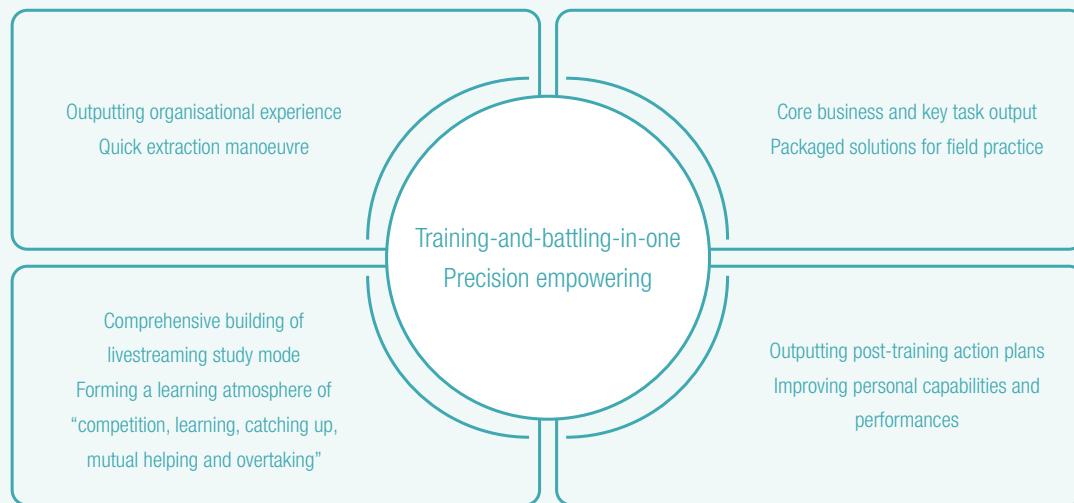 Outputting organisational experience
Quick extraction manoeuvre
Core business and key task output
Packaged solutions for field practice
Training-and-battling-in-one
Precision empowering
Comprehensive building of
livestreaming study mode
Forming a learning atmosphere of
“competition, learning, catching up,
mutual helping and overtaking”
Outputting post-training action plans
Improving personal capabilities and
performances